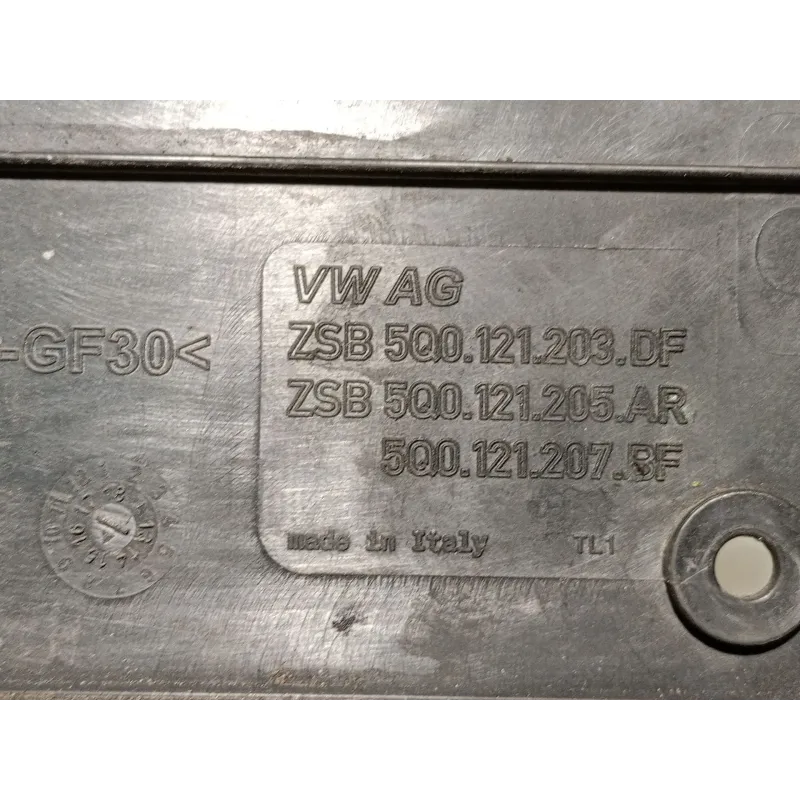 VW AG
ZSB 5Q0.121.203.DF
-GF30<
ZSB 5Q0.121.205.AR
5Q0.121.207.BF
made in Italy TL1